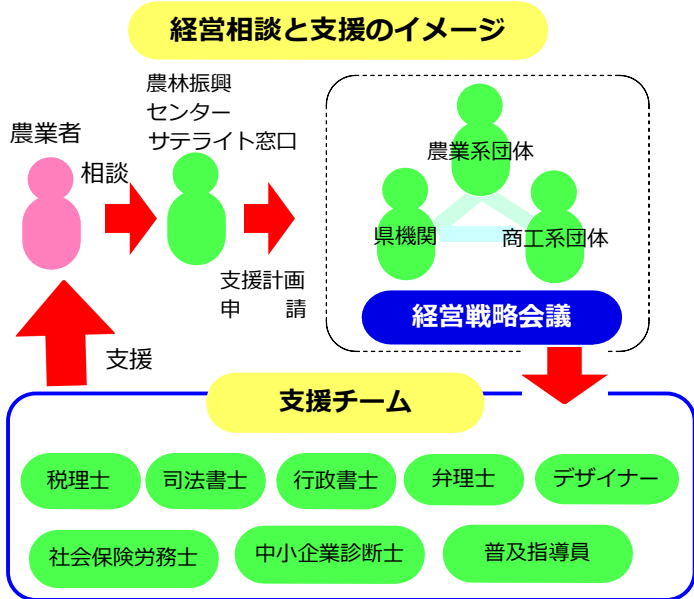 経営相談と支援のイメージ
農林振興
センター
サテライト窓口
農業者
相談
農業系団体
県機関
商工系団体
支援計画
申　　請
経営戦略会議
支援
支援チーム
税理士
司法書士
行政書士
弁理士
デザイナー
社会保険労務士
中小企業診断士
普及指導員